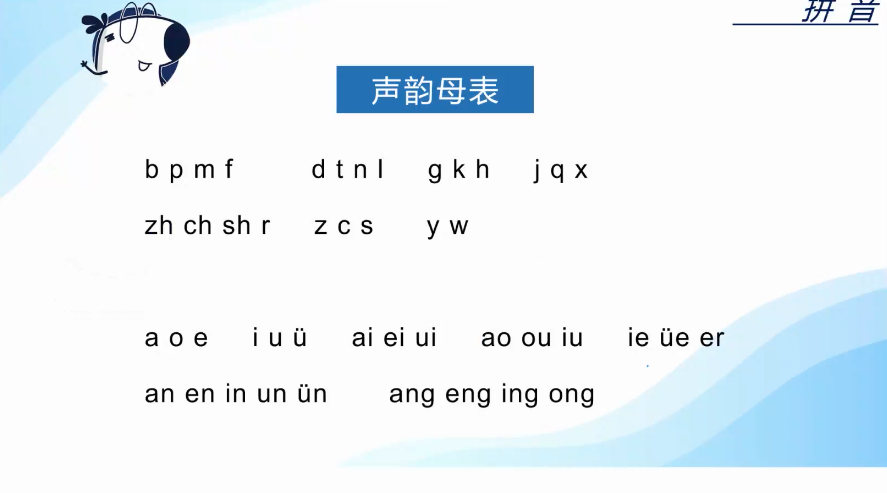 拼 音
声韵母表
b p m f d t n l g k h j q x
zh ch sh r z c s y w
a o e i u ü ai ei ui ao ou iu ie üe er
an en in un ün ang eng ing ong